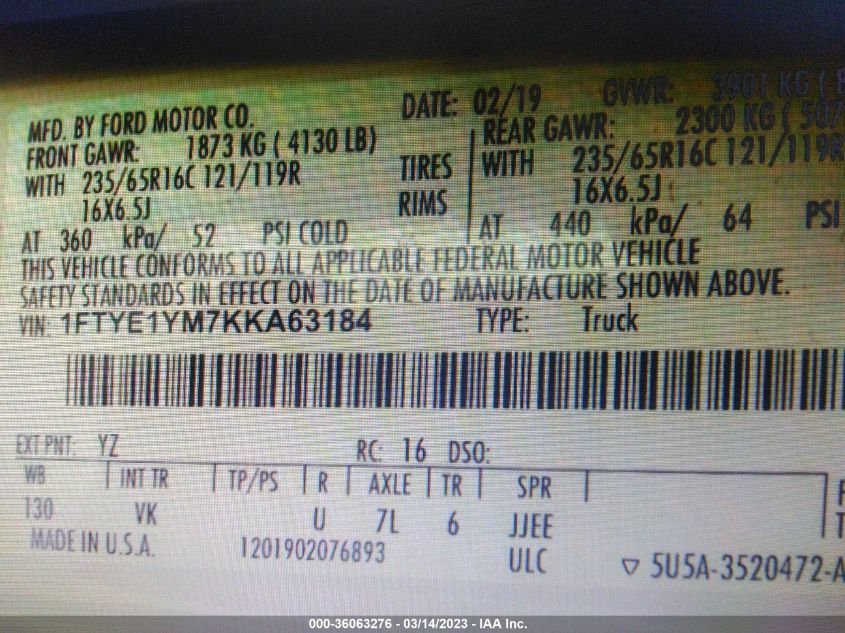 MFD. BY FORD MOTOR CO. DATE: 02/19 GVWR: 3901 KG (
FRONT GAWR: 1873 KG ( 4130 LB) REAR GAWR: 2300 KG ( 507
WITH 235/65R16C 121/119R TIRES WITH 235/65R16C 121/119R
16X6.5J RIMS 16X6.5J
AT 360 kPa/ 52 PSI COLD AT 440 kPa/ 64 PSI
THIS VEHICLE CONFORMS TO ALL APPLICABLE FEDERAL MOTOR VEHICLE
SAFETY STANDARDS IN EFFECT ON THE DATE OF MANUFACTURE SHOWN ABOVE.
VIN: 1FTYE1YM7KKA63184 TYPE: Truck
EXT PNT: YZ RC: 16 DSO:
WB INT TR TP/PS R AXLE TR SPR
130 VK U 7L 6 JJEE
MADE IN U.S.A. 1201902076893 ULC ▽ 5U5A-3520472-A
000-36063276 - 03/14/2023 - IAA Inc.